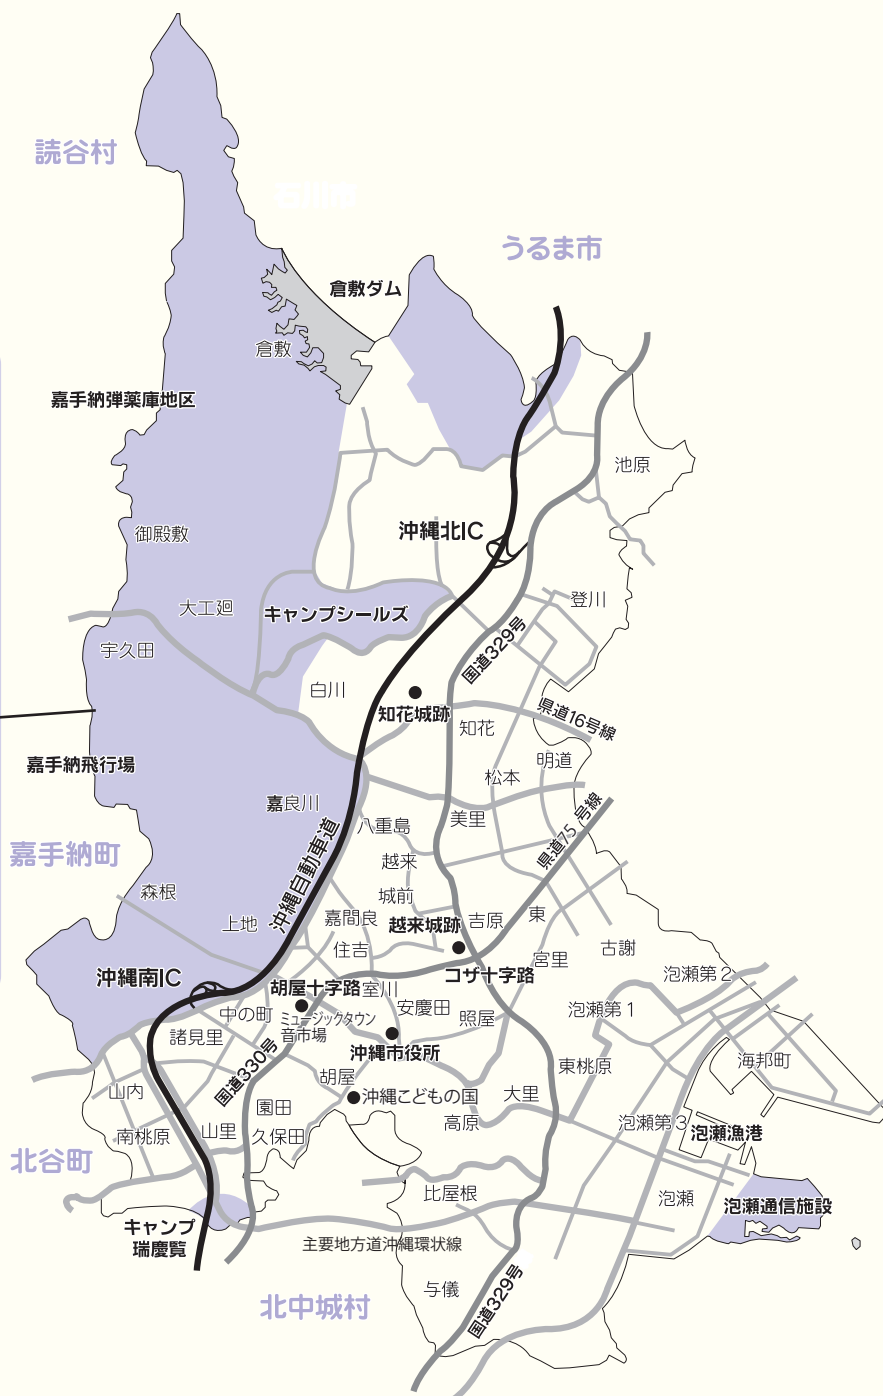 読谷村
石川市
うるま市
倉敷ダム
倉敷
嘉手納弾薬庫地区
池原
沖縄北IC
御殿敷
登川
大工廻
キャンプシールズ
国道329号
宇久田
白川
知花城跡
県道16号線
知花
明道
嘉手納飛行場
松本
嘉良川
美里
県道75号線
八重島
沖縄自動車道
嘉手納町
越来
森根
城前
上地
嘉間良
越来城跡
吉原
東
住吉
古謝
宮里
沖縄南IC
コザ十字路
泡瀬第2
胡屋十字路
室川
安慶田
泡瀬第1
中の町
ミュージックタウン
音市場
照屋
諸見里
沖縄市役所
海邦町
国道330号
胡屋
東桃原
山内
沖縄こどもの国
大里
園田
高原
泡瀬第3
泡瀬漁港
南桃原
山里
久保田
北谷町
比屋根
泡瀬
泡瀬通信施設
キャンプ
瑞慶覧
主要地方道沖縄環状線
与儀
国道329号
北中城村